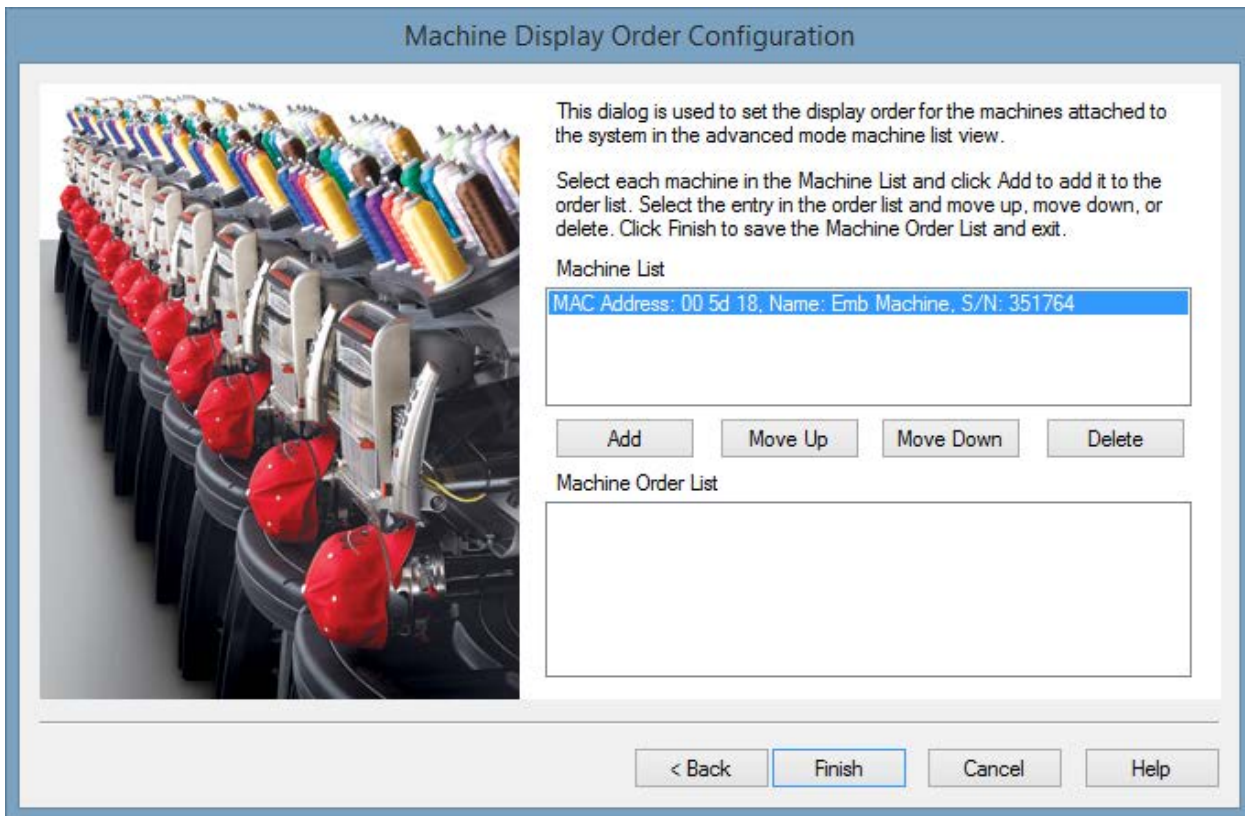 Machine Display Order Configuration
This dialog is used to set the display order for the machines attached to
the system in the advanced mode machine list view.
Select each machine in the Machine List and click Add to add it to the
order list. Select the entry in the order list and move up, move down, or
delete. Click Finish to save the Machine Order List and exit.
Machine List
MAC Address: 00 5d 18, Name: Emb Machine, S/N: 351764
Add Move Up Move Down Delete
Machine Order List
< Back Finish Cancel Help